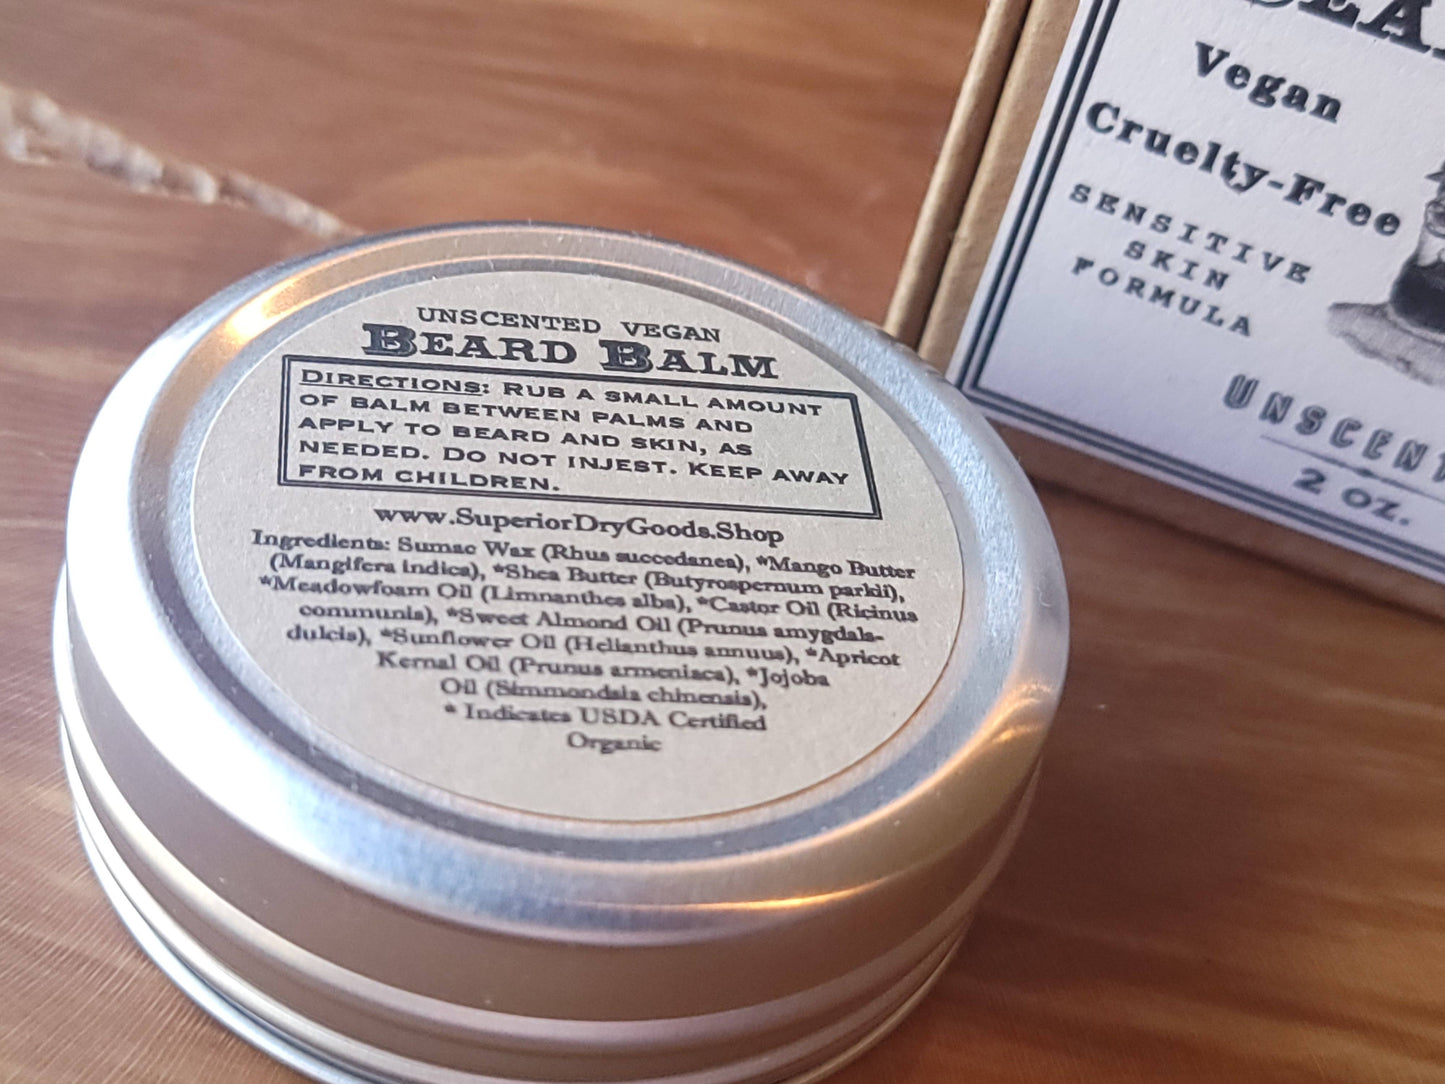 UNSCENTED VEGAN
BEARD BALM
DIRECTIONS: RUB A SMALL AMOUNT
OF BALM BETWEEN PALMS AND
APPLY TO BEARD AND SKIN, AS
NEEDED. DO NOT INJEST. KEEP AWAY
FROM CHILDREN.
www.SuperiorDryGoods.Shop
Ingredients: Sumac Wax (Rhus succedanea), *Mango Butter
(Mangifera indica), *Shea Butter (Butyrospernum parkii),
*Meadowfoam Oil (Limnanthes alba), *Castor Oil (Ricinus
communis), *Sweet Almond Oil (Prunus amygdala-
dulcis), *Sunflower Oil (Helianthus annuus), *Apricot
Kernal Oil (Prunus armeniaca), *Jojoba
Oil (Simmondsia chinensis),
* Indicates USDA Certified
Organic
Vegan
Cruelty-Free
SENSITIVE
SKIN
FORMULA
UNSCENT
2 OZ.